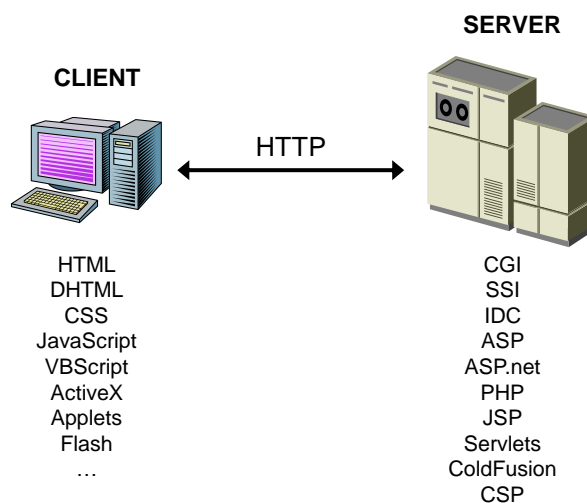 SERVER
CLIENT
HTTP
HTML
DHTML
CSS
JavaScript
VBScript
ActiveX
Applets
Flash
…
CGI
SSI
IDC
ASP
ASP.net
PHP
JSP
Servlets
ColdFusion
CSP